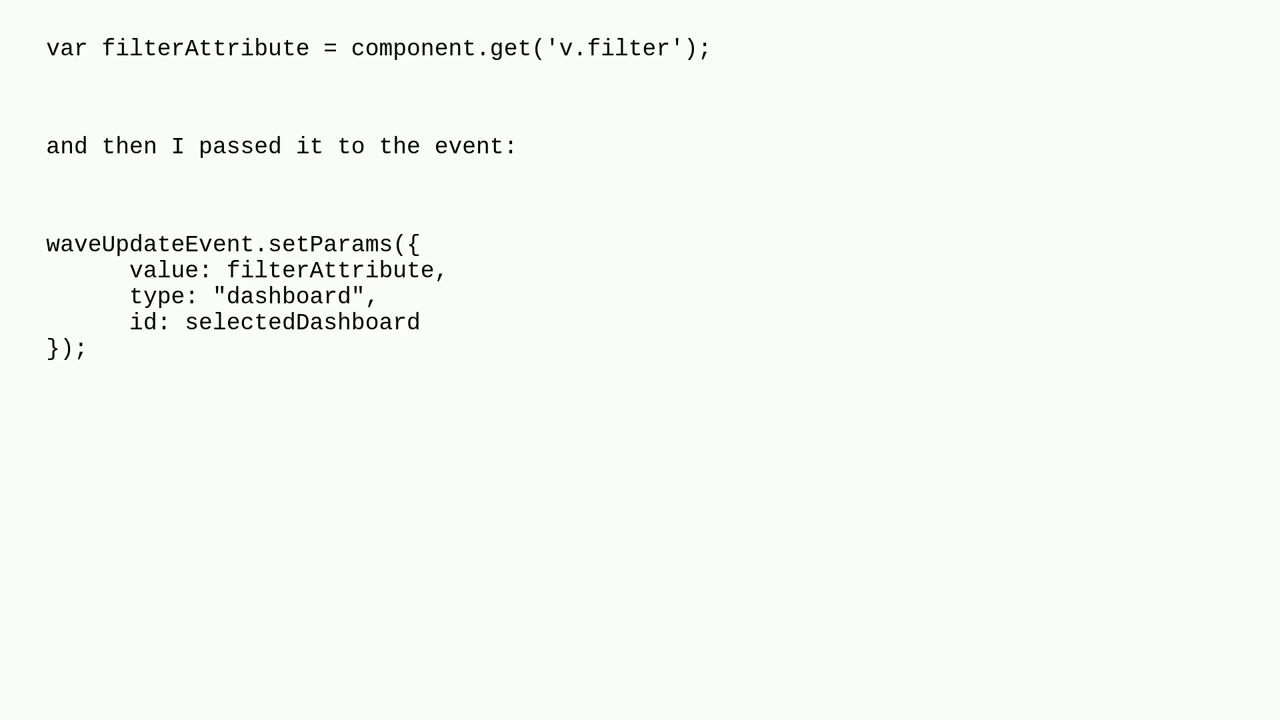 var filterAttribute = component.get('v.filter');
and then I passed it to the event:
waveUpdateEvent.setParams({
      value: filterAttribute,
      type: "dashboard",
      id: selectedDashboard
});